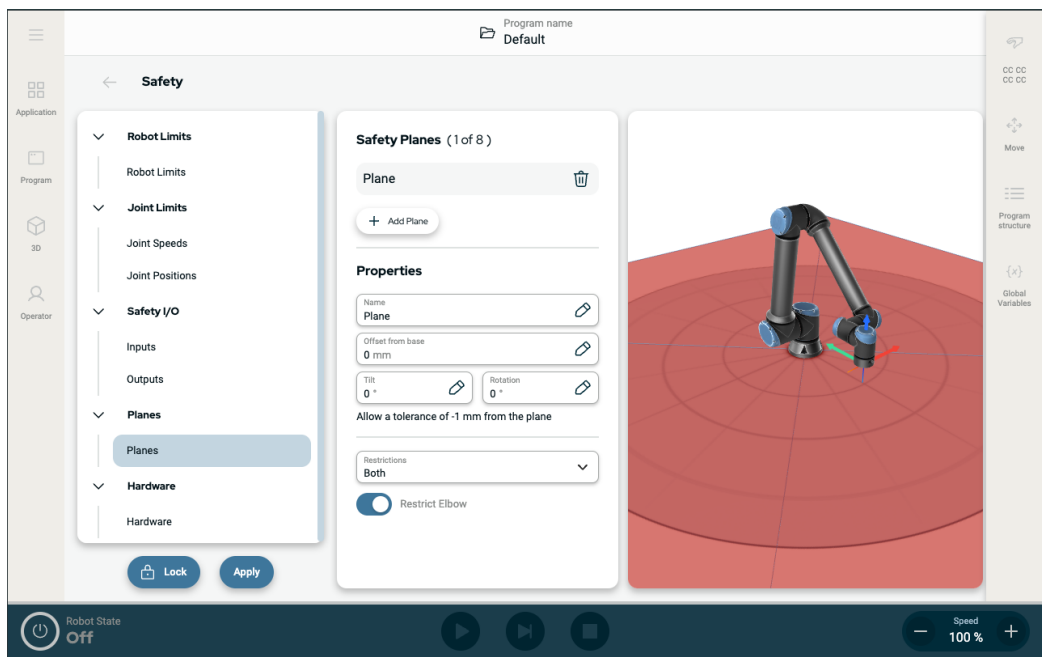 Program name
Default
Application
Program
3D
Operator
Safety
Robot Limits
Robot Limits
Joint Limits
Joint Speeds
Joint Positions
Safety I/O
Inputs
Outputs
Planes
Planes
Hardware
Hardware
Lock
Apply
Safety Planes (1 of 8)
Plane
+ Add Plane
Properties
Name
Plane
Offset from base
0 mm
Tilt
0 °
Rotation
0 °
Allow a tolerance of -1 mm from the plane
Restrictions
Both
Restrict Elbow
CC CC
CC CC
Move
Program
structure
{x}
Global
Variables
Robot State
Off
Speed
100 %